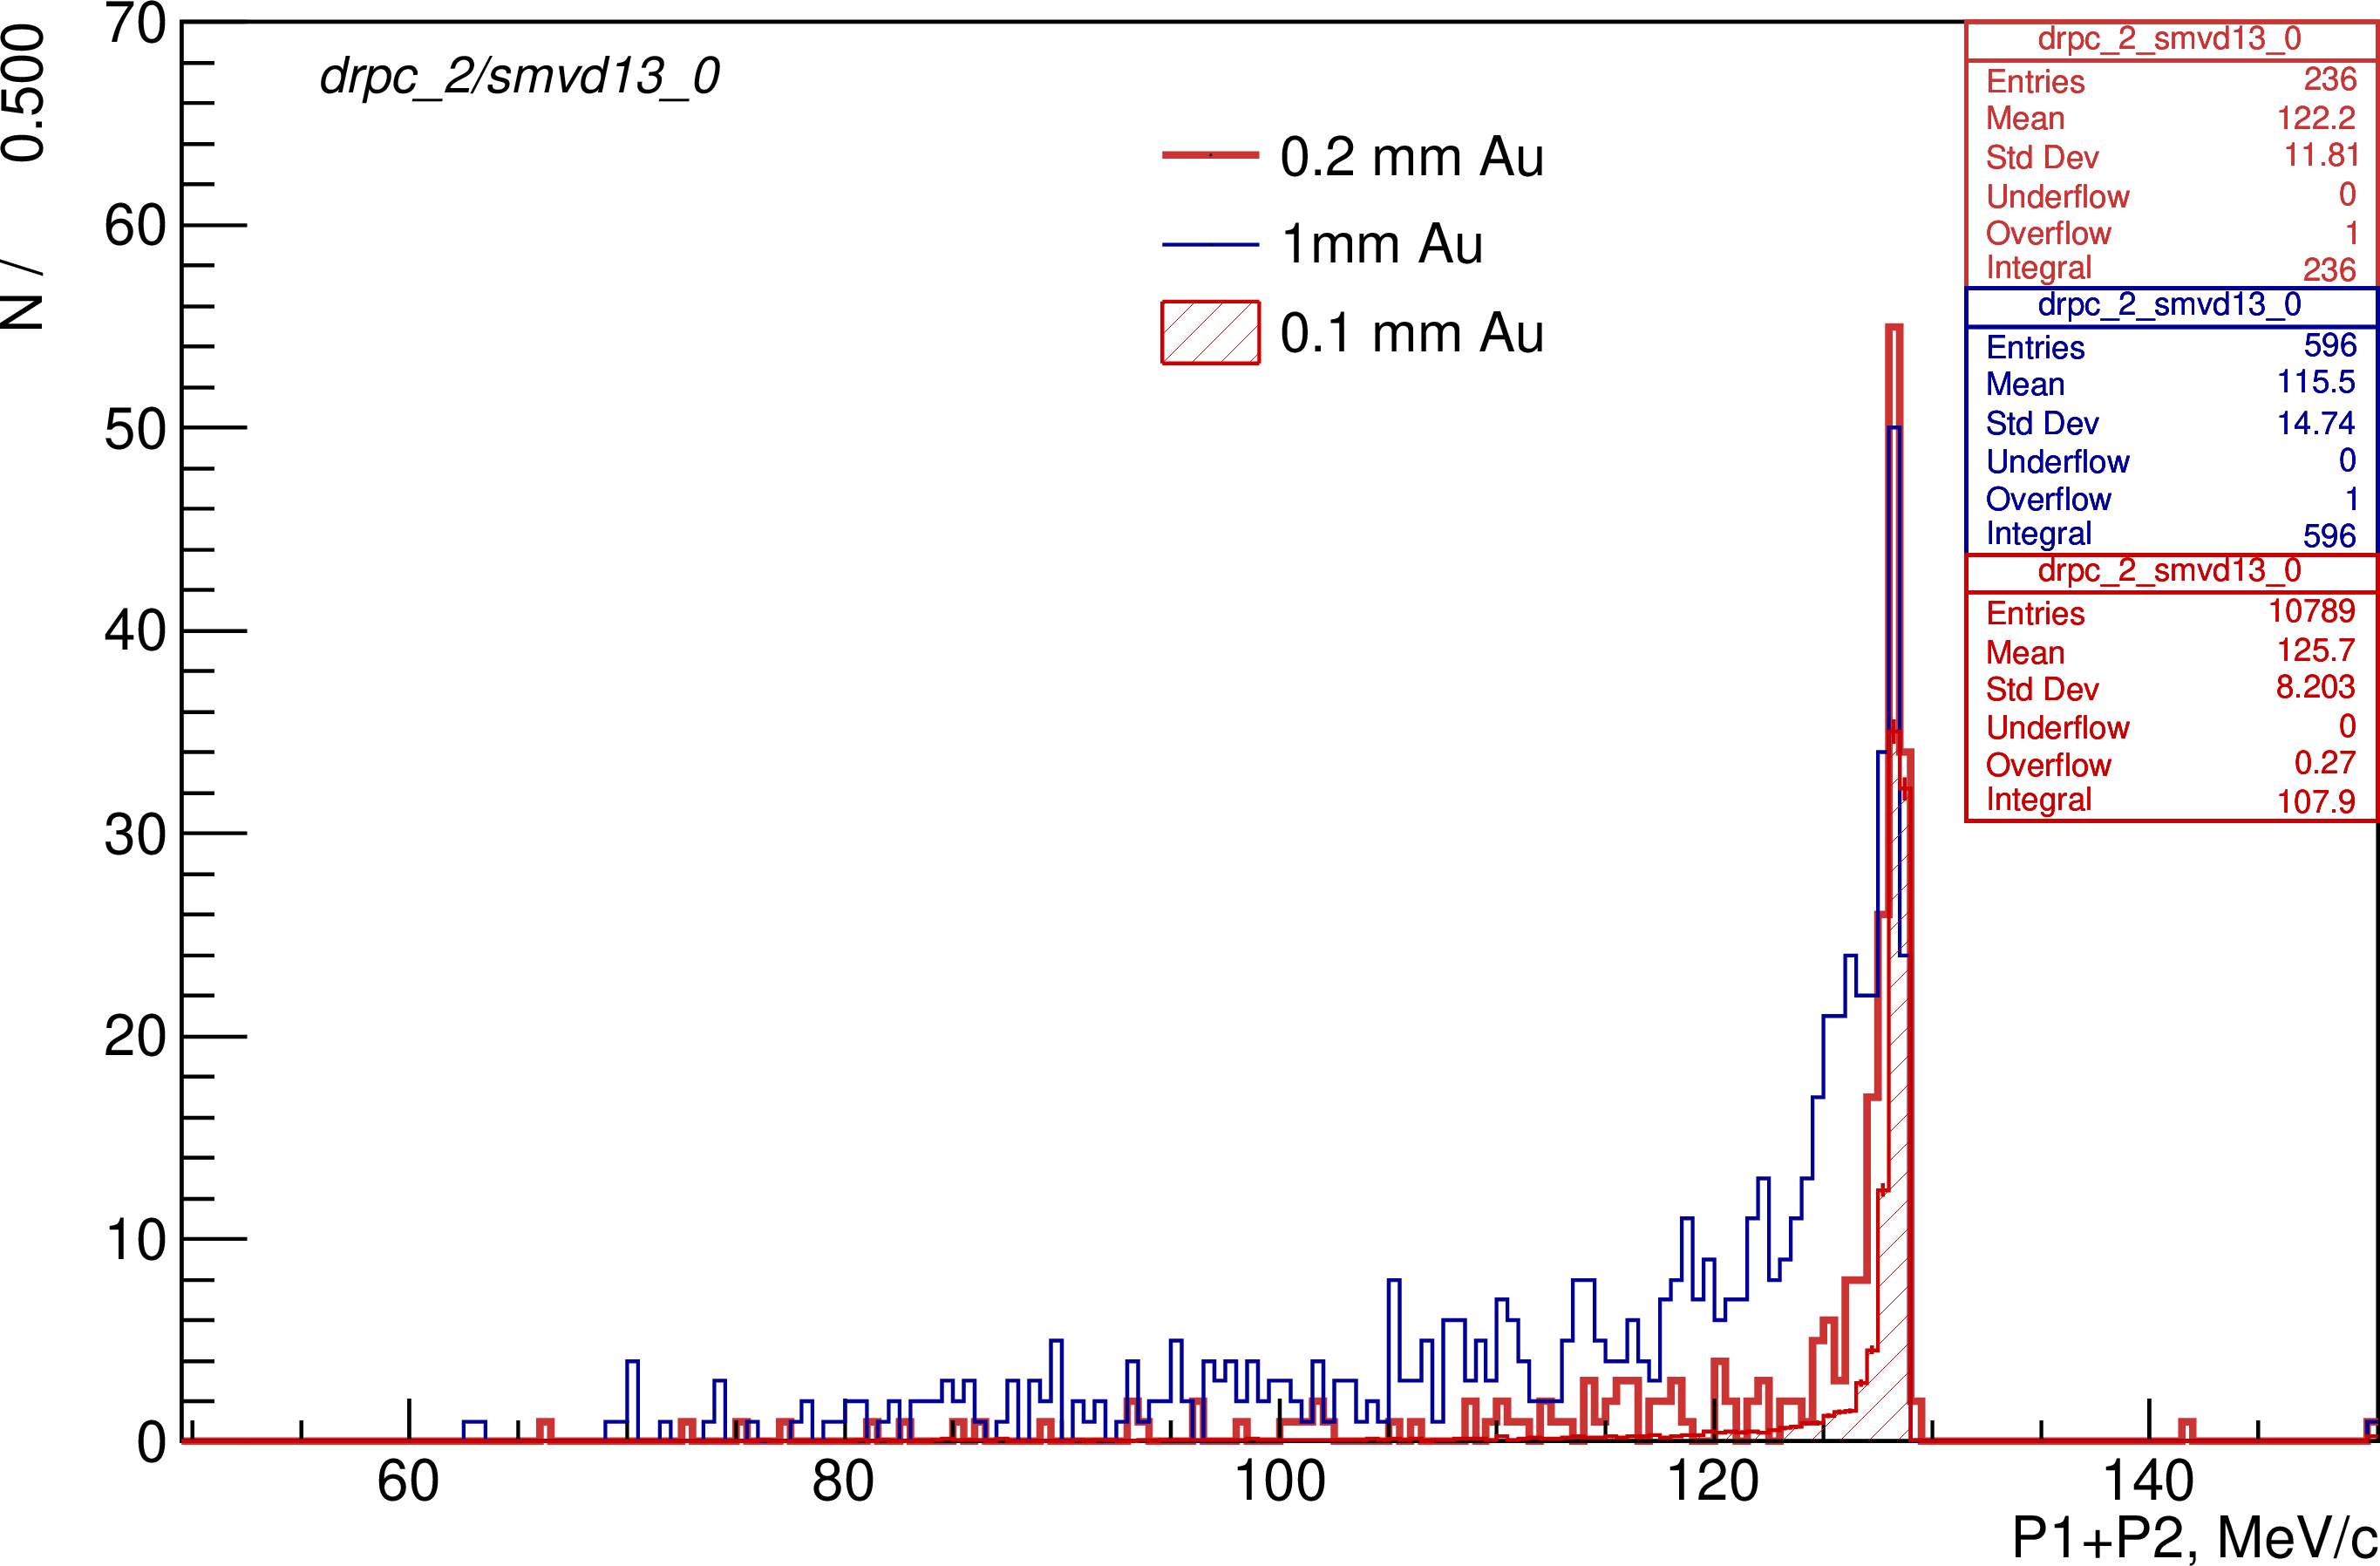 N / 0.5000
70
60
50
40
30
20
10
0
drpc_2/smvd13_0
0.2 mm Au
1mm Au
0.1 mm Au
drpc_2_smvd13_0
Entries 236
Mean 122.2
Std Dev 11.81
Underflow 0
Overflow 1
Integral 236
drpc_2_smvd13_0
Entries 596
Mean 115.5
Std Dev 14.74
Underflow 0
Overflow 1
Integral 596
drpc_2_smvd13_0
Entries 10789
Mean 125.7
Std Dev 8.203
Underflow 0
Overflow 0.27
Integral 107.9
60 80 100 120 140
P1+P2, MeV/c